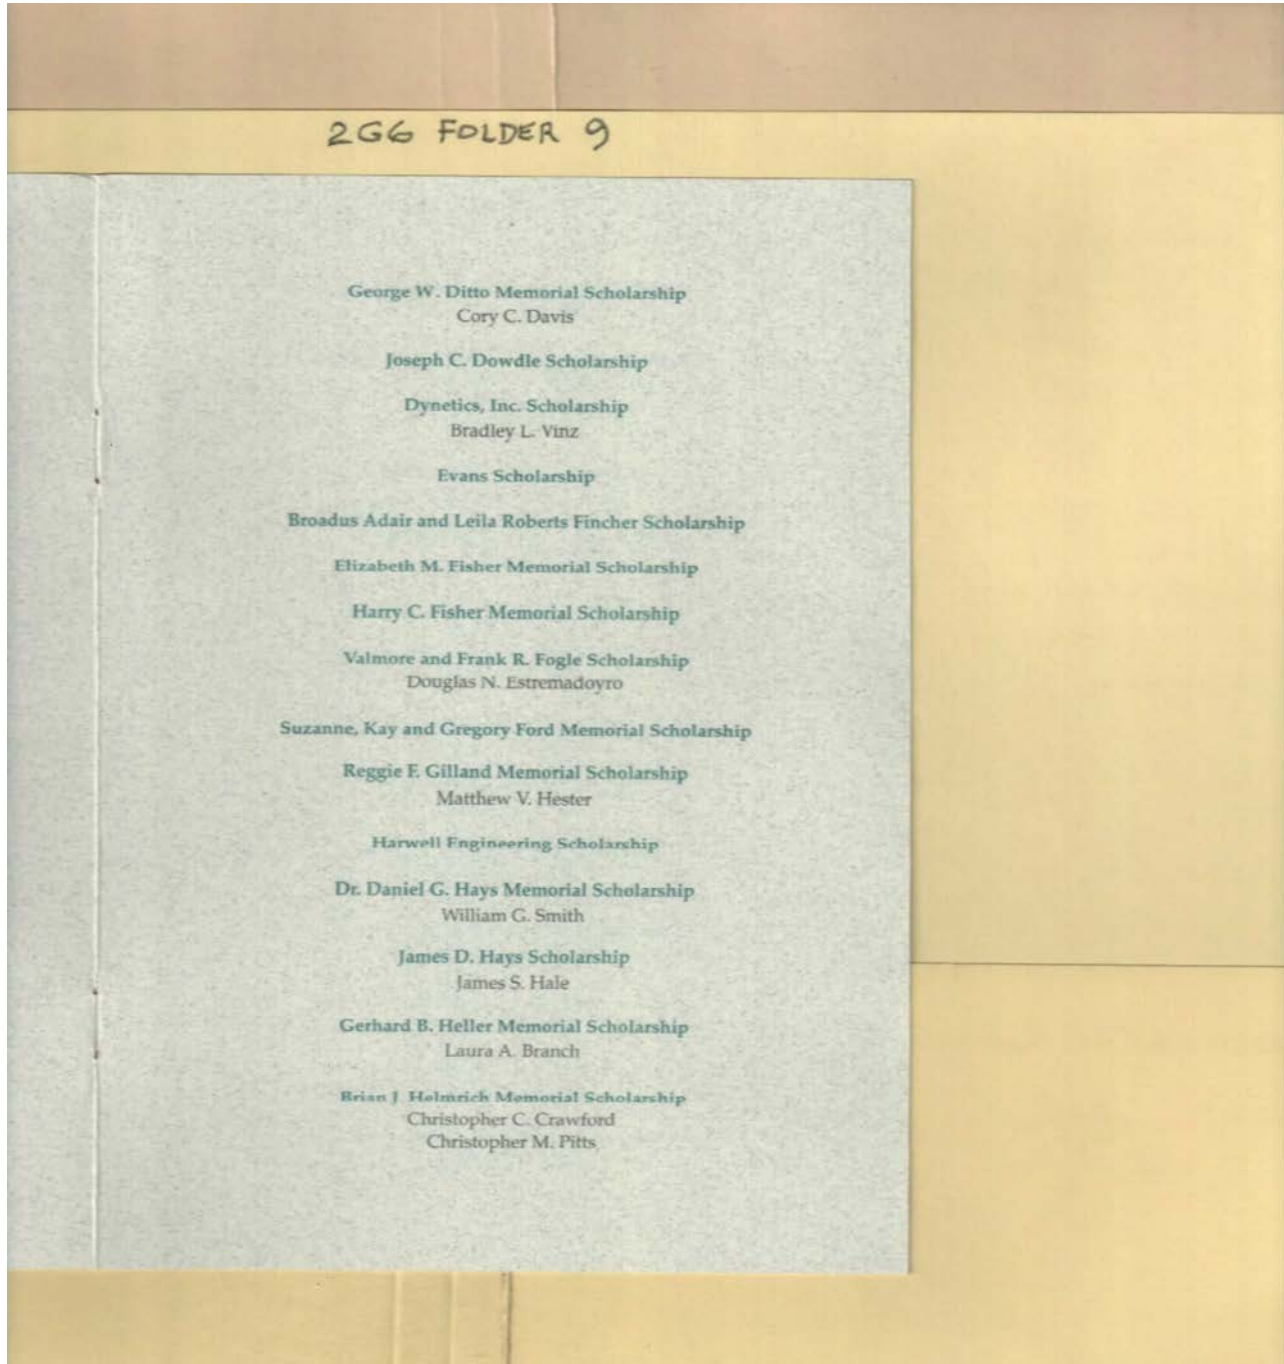 2G6 FOLDER 9
George W. Ditto Memorial Scholarship
Cory C. Davis
Joseph C. Dowdle Scholarship
Dynetics, Inc. Scholarship
Bradley L. Vinz
Evans Scholarship
Broadus Adair and Leila Roberts Fincher Scholarship
Elizabeth M. Fisher Memorial Scholarship
Harry C. Fisher Memorial Scholarship
Valmore and Frank R. Fogle Scholarship
Douglas N. Estremadoyro
Suzanne, Kay and Gregory Ford Memorial Scholarship
Reggie F. Gilland Memorial Scholarship
Matthew V. Hester
Harwell Engineering Scholarship
Dr. Daniel G. Hays Memorial Scholarship
William G. Smith
James D. Hays Scholarship
James S. Hale
Gerhard B. Heller Memorial Scholarship
Laura A. Branch
Brian J. Helmrich Memorial Scholarship
Christopher C. Crawford
Christopher M. Pitts